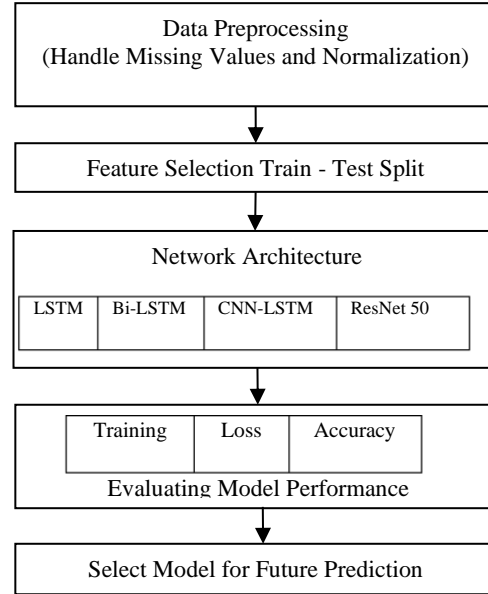 Data Preprocessing
(Handle Missing Values and Normalization)
Feature Selection Train - Test Split
Network Architecture
LSTM Bi-LSTM CNN-LSTM ResNet 50
Training Loss Accuracy
Evaluating Model Performance
Select Model for Future Prediction